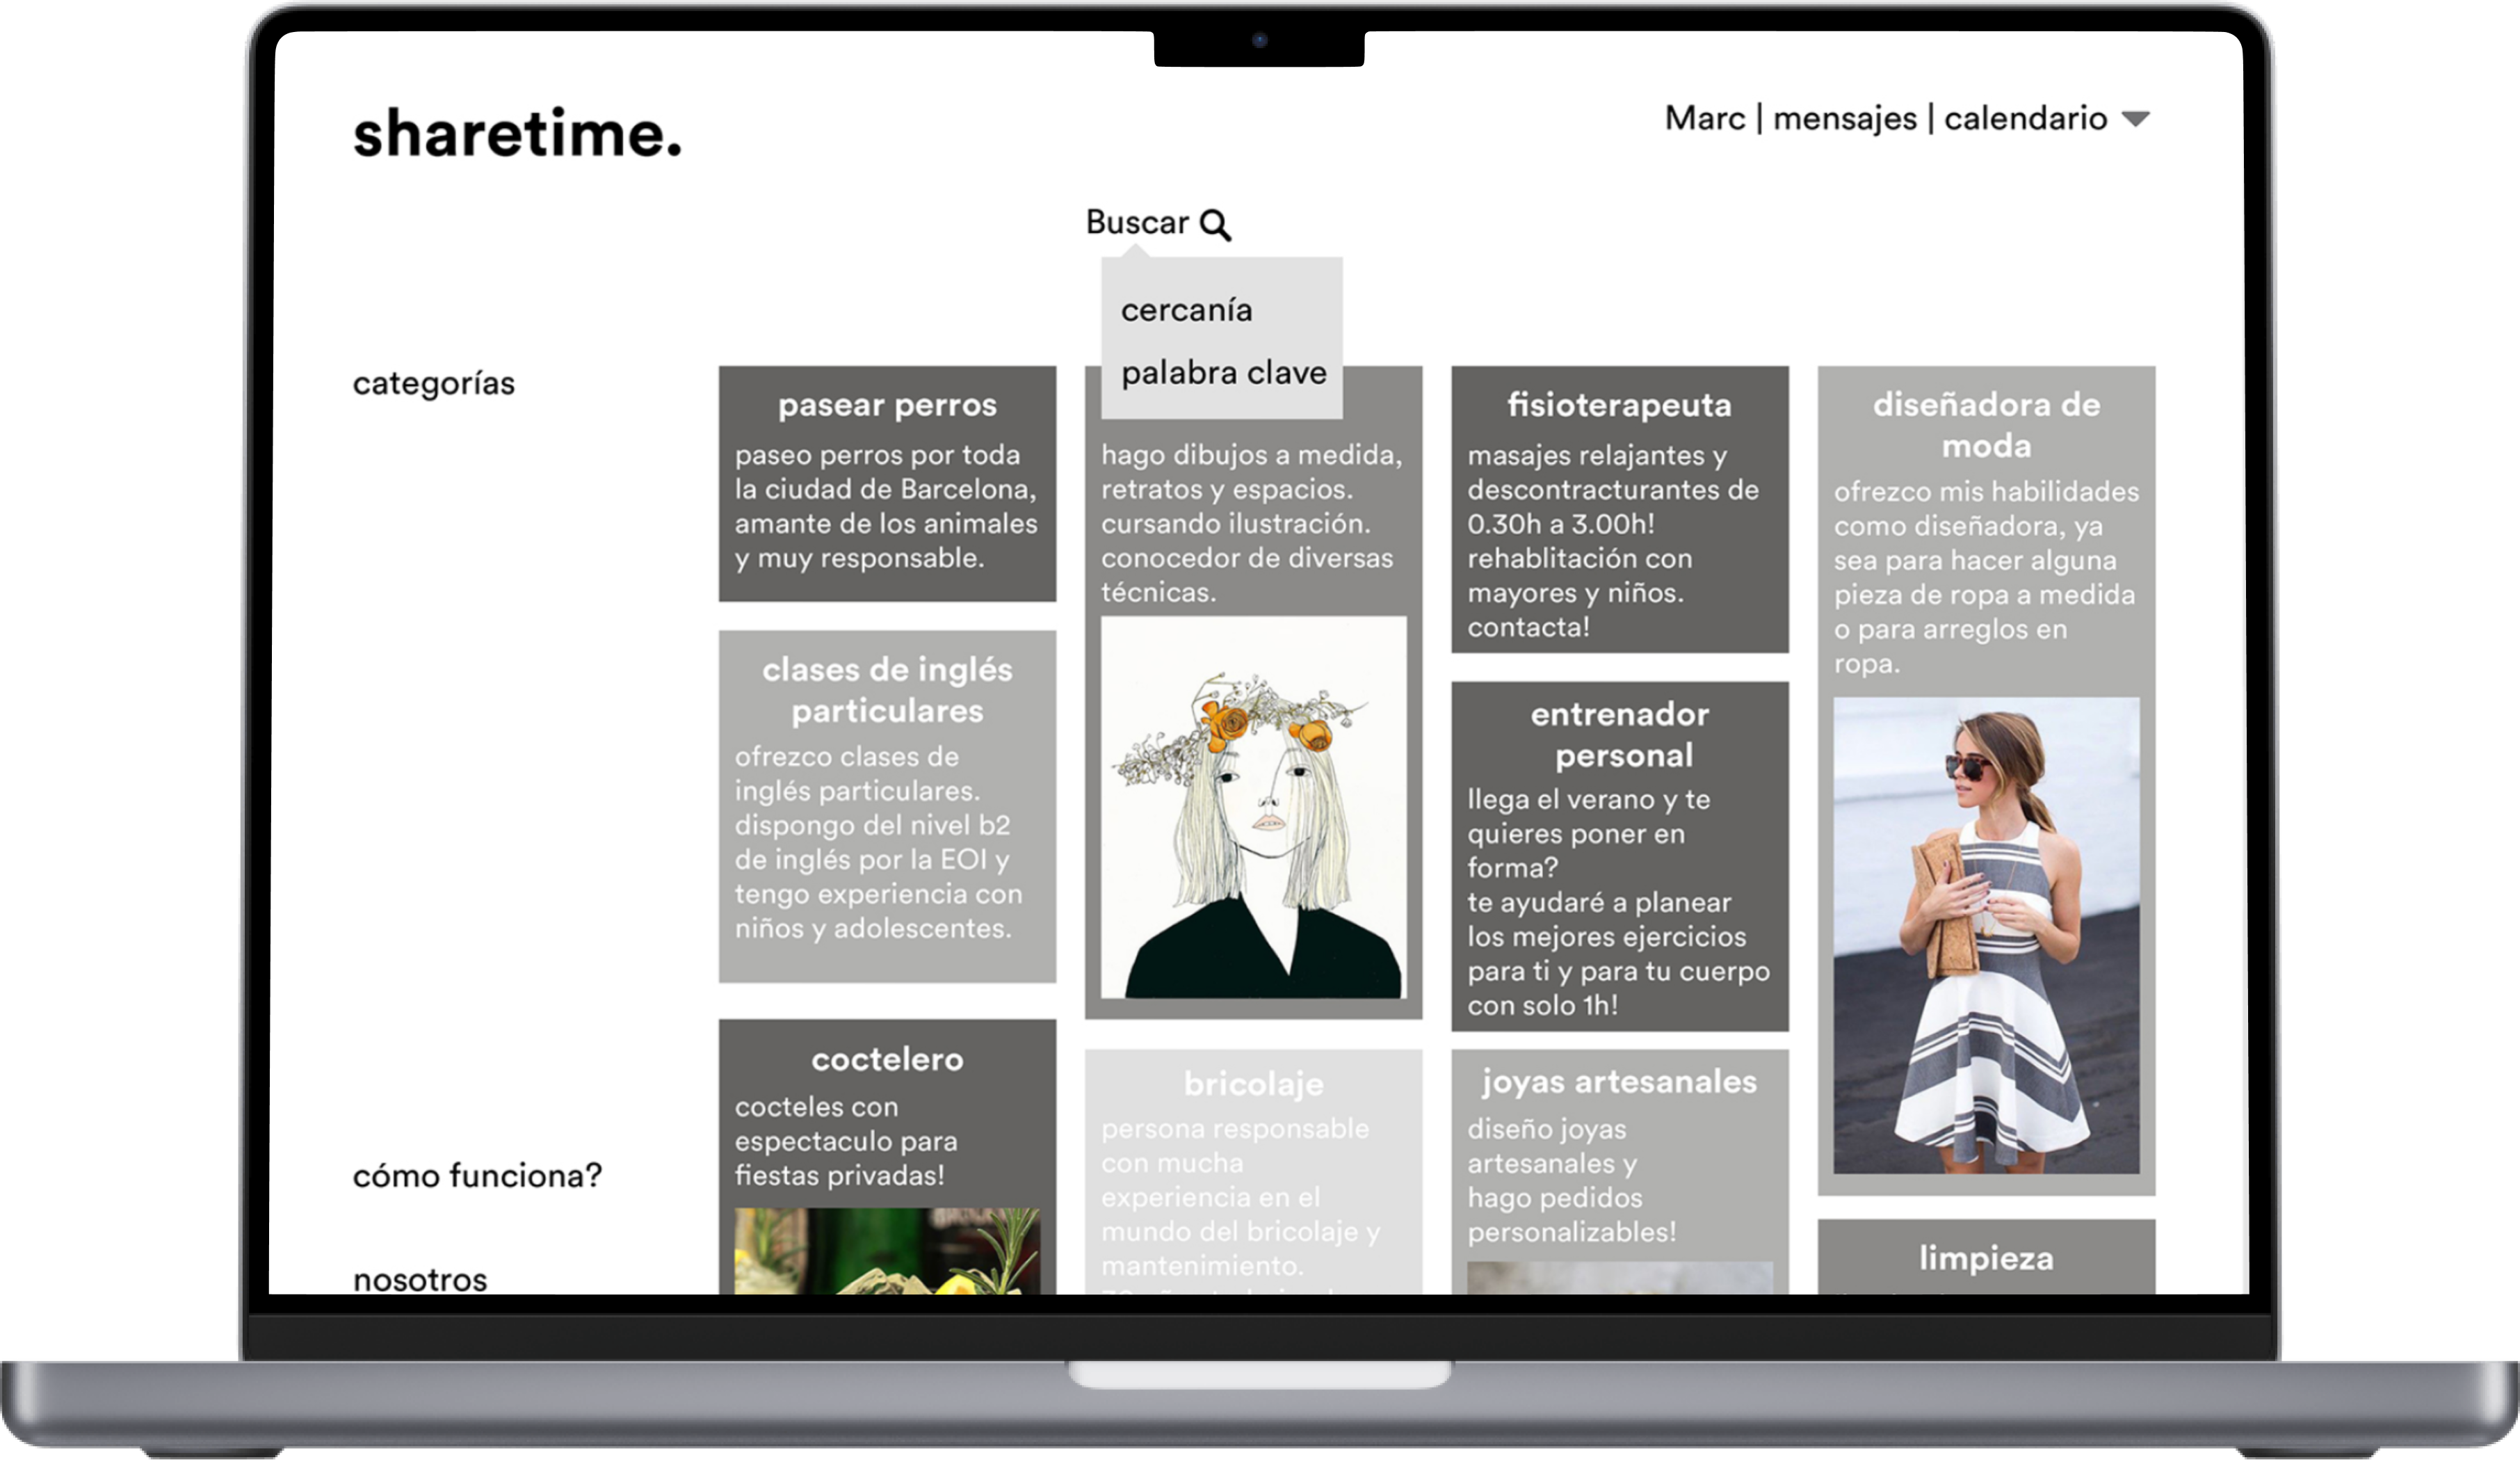 sharetime.
Marc | mensajes | calendario
Buscar
cercanía
palabra clave
categorías
cómo funciona?
nosotros
pasear perros
paseo perros por toda
la ciudad de Barcelona,
amante de los animales
y muy responsable.
clases de inglés
particulares
ofrezco clases de
inglés particulares.
dispongo del nivel b2
de inglés por la EOI y
tengo experiencia con
niños y adolescentes.
coctelero
cocteles con
espectaculo para
fiestas privadas!
hago dibujos a medida,
retratos y espacios.
cursando ilustración.
conocedor de diversas
técnicas.
bricolaje
persona responsable
con mucha
experiencia en el
mundo del bricolaje y
mantenimiento.
fisioterapeuta
masajes relajantes y
descontracturantes de
0.30h a 3.00h!
rehablitación con
mayores y niños.
contacta!
entrenador
personal
llega el verano y te
quieres poner en
forma?
te ayudaré a planear
los mejores ejercicios
para ti y para tu cuerpo
con solo 1h!
joyas artesanales
diseño joyas
artesanales y
hago pedidos
personalizables!
diseñadora de
moda
ofrezco mis habilidades
como diseñadora, ya
sea para hacer alguna
pieza de ropa a medida
o para arreglos en
ropa.
limpieza